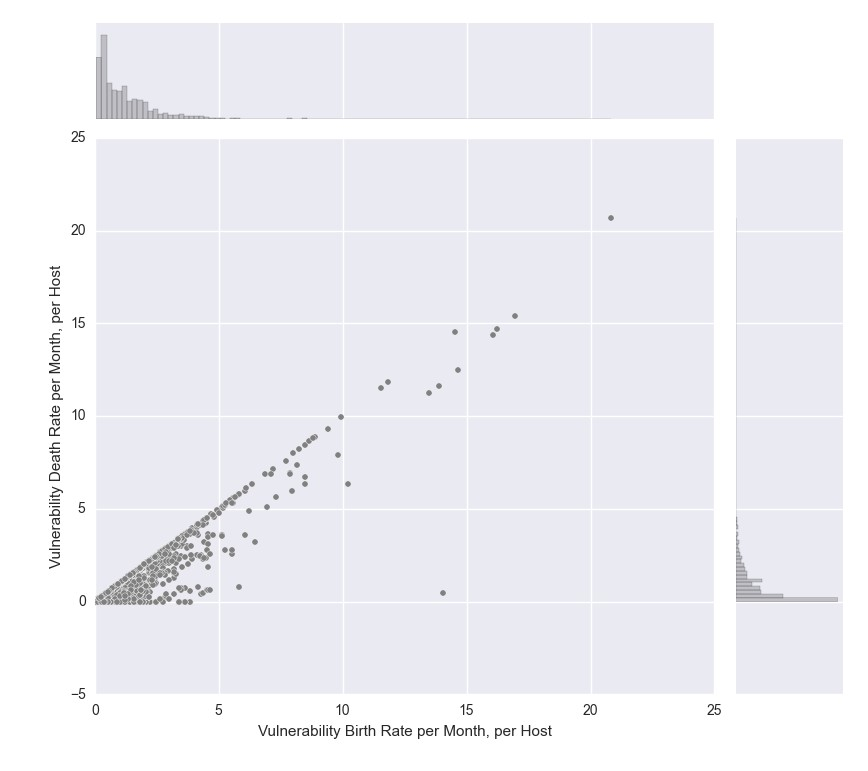 25
20
15
10
5
0
−5
Vulnerability Death Rate per Month, per Host
0 5 10 15 20 25
Vulnerability Birth Rate per Month, per Host